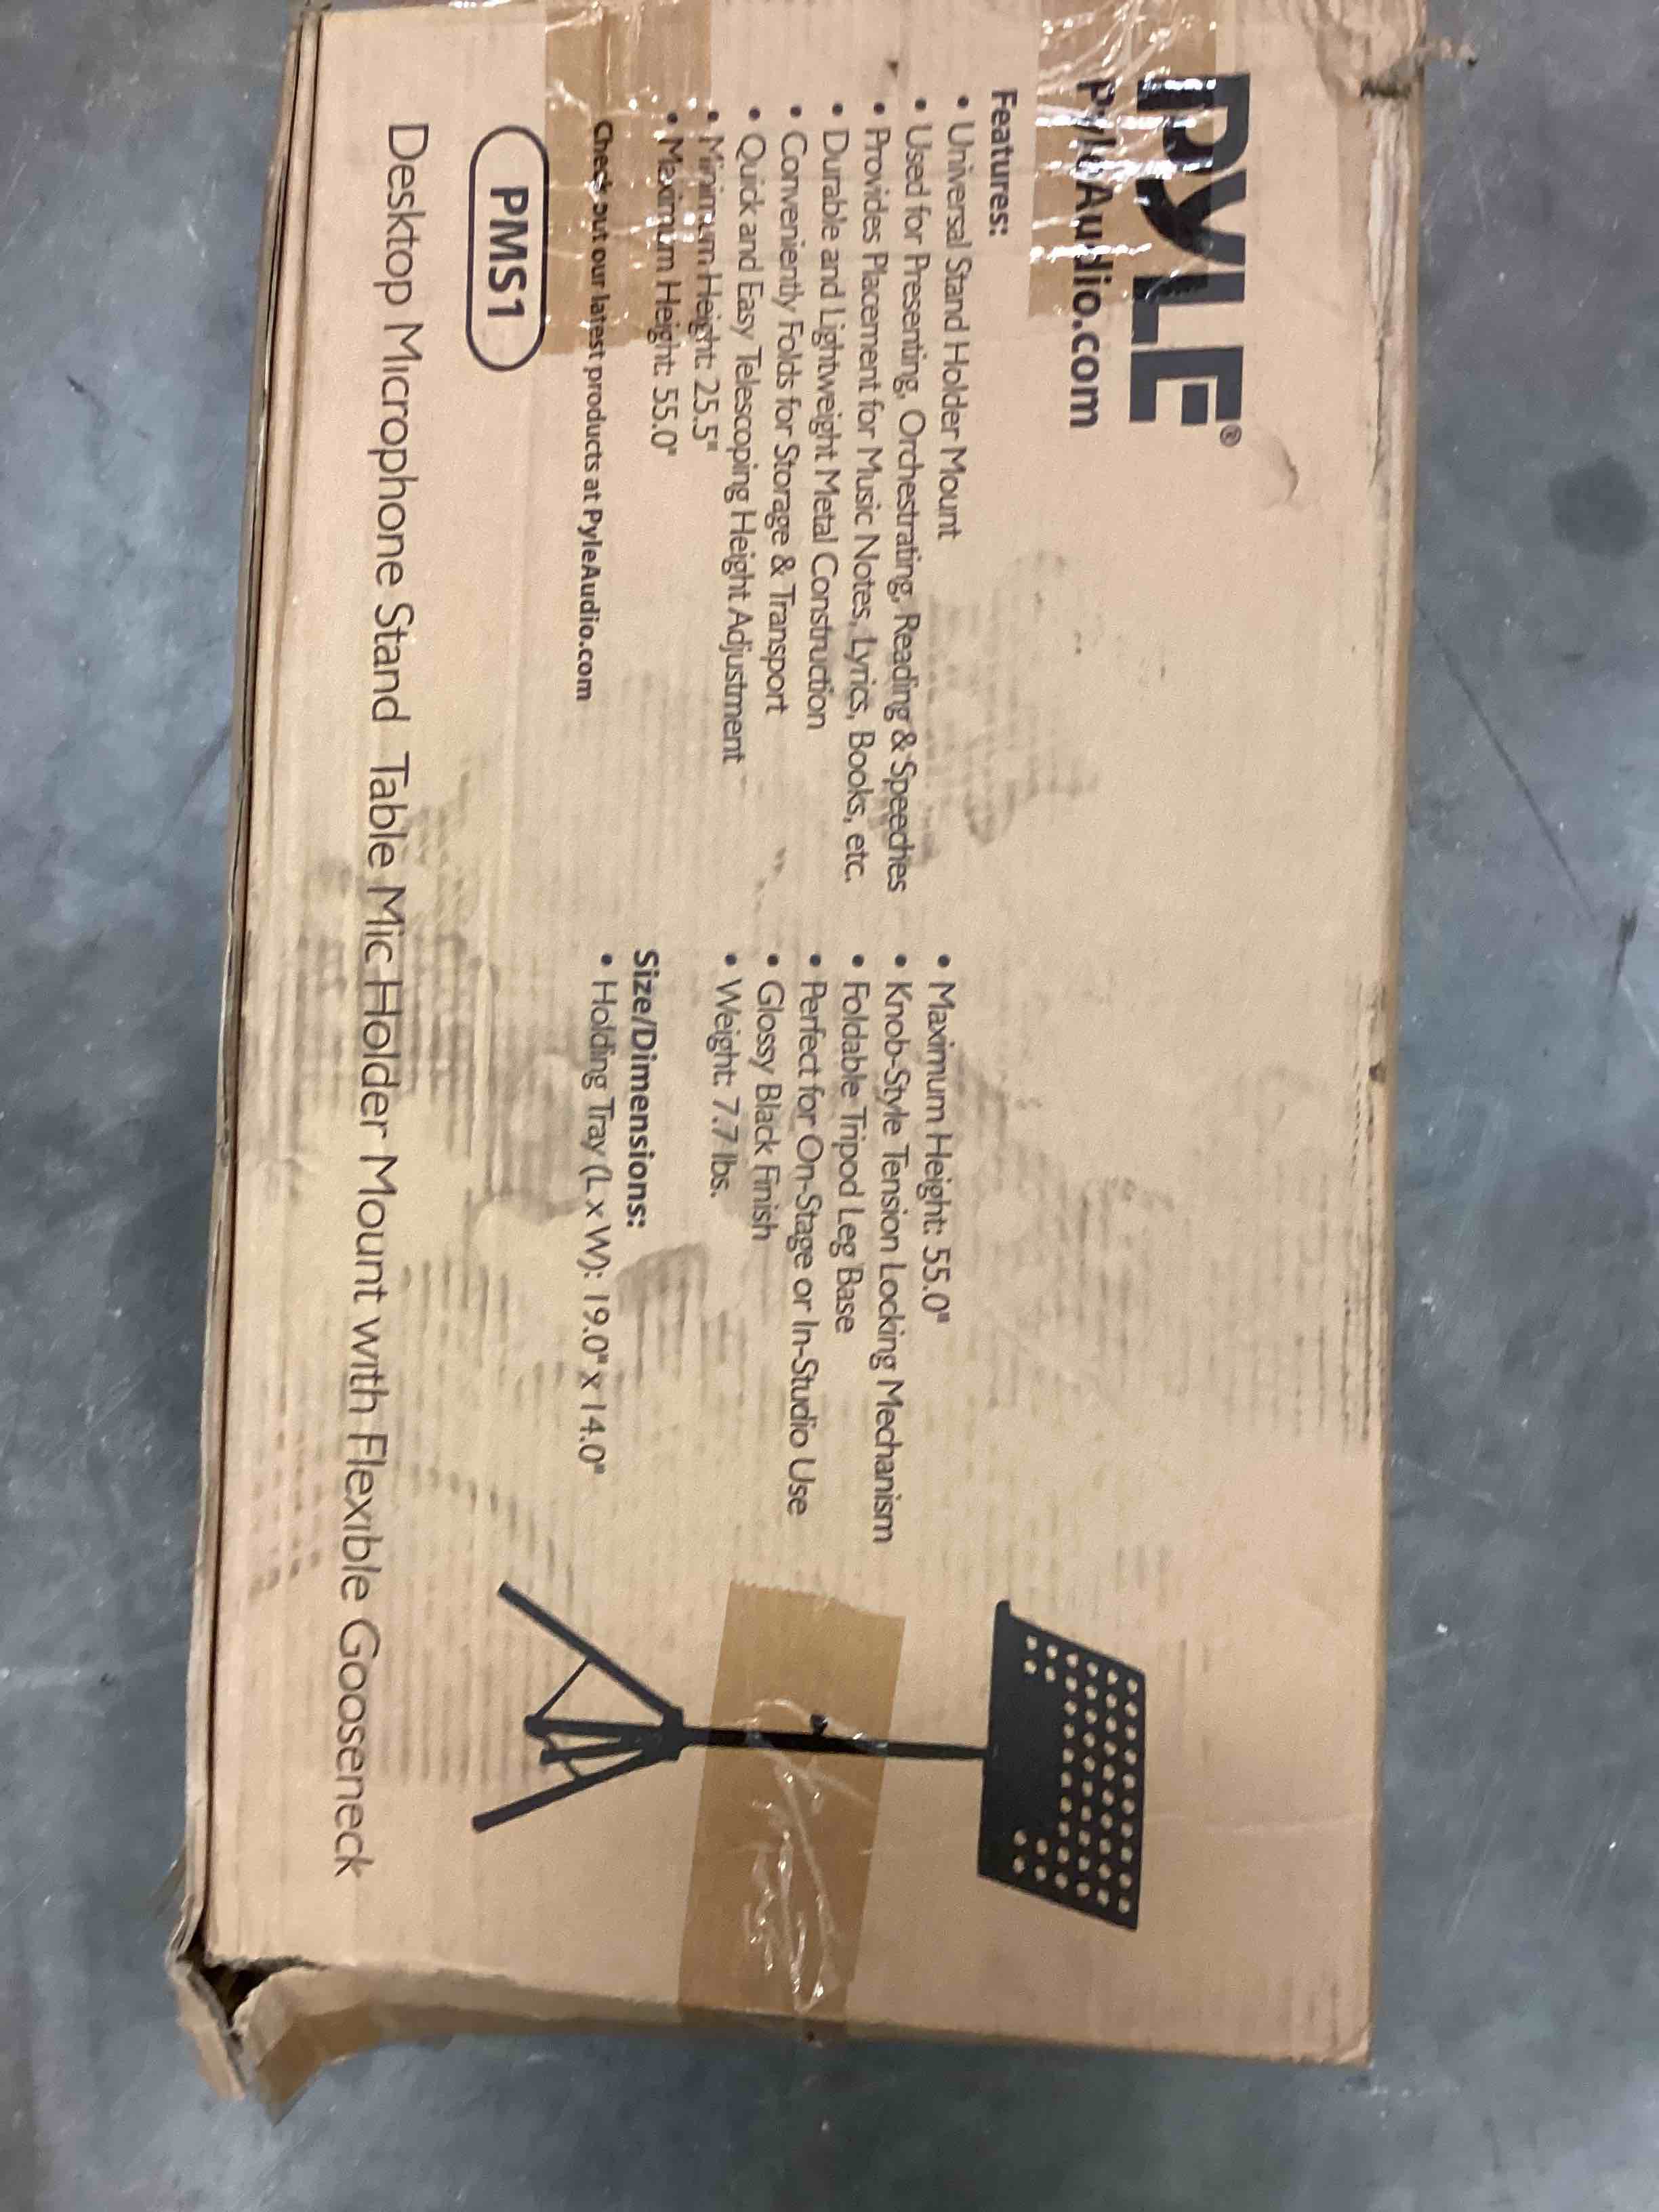 PYLE®
PyleAudio.com
Features:
• Universal Stand Holder Mount
• Used for Presenting, Orchestrating, Reading & Speeches
• Provides Placement for Music Notes, Lyrics, Books, etc.
• Durable and Lightweight Metal Construction
• Conveniently Folds for Storage & Transport
• Quick and Easy Telescoping Height Adjustment
• Minimum Height: 25.5"
• Maximum Height: 55.0"
Check out our latest products at PyleAudio.com
• Maximum Height: 55.0"
• Knob-Style Tension Locking Mechanism
• Foldable Tripod Leg Base
• Perfect for On-Stage or In-Studio Use
• Glossy Black Finish
• Weight: 7.7 lbs.
Size/Dimensions:
• Holding Tray (L x W): 19.0" x 14.0"
PMS1
Desktop Microphone Stand Table Mic Holder Mount with Flexible Gooseneck